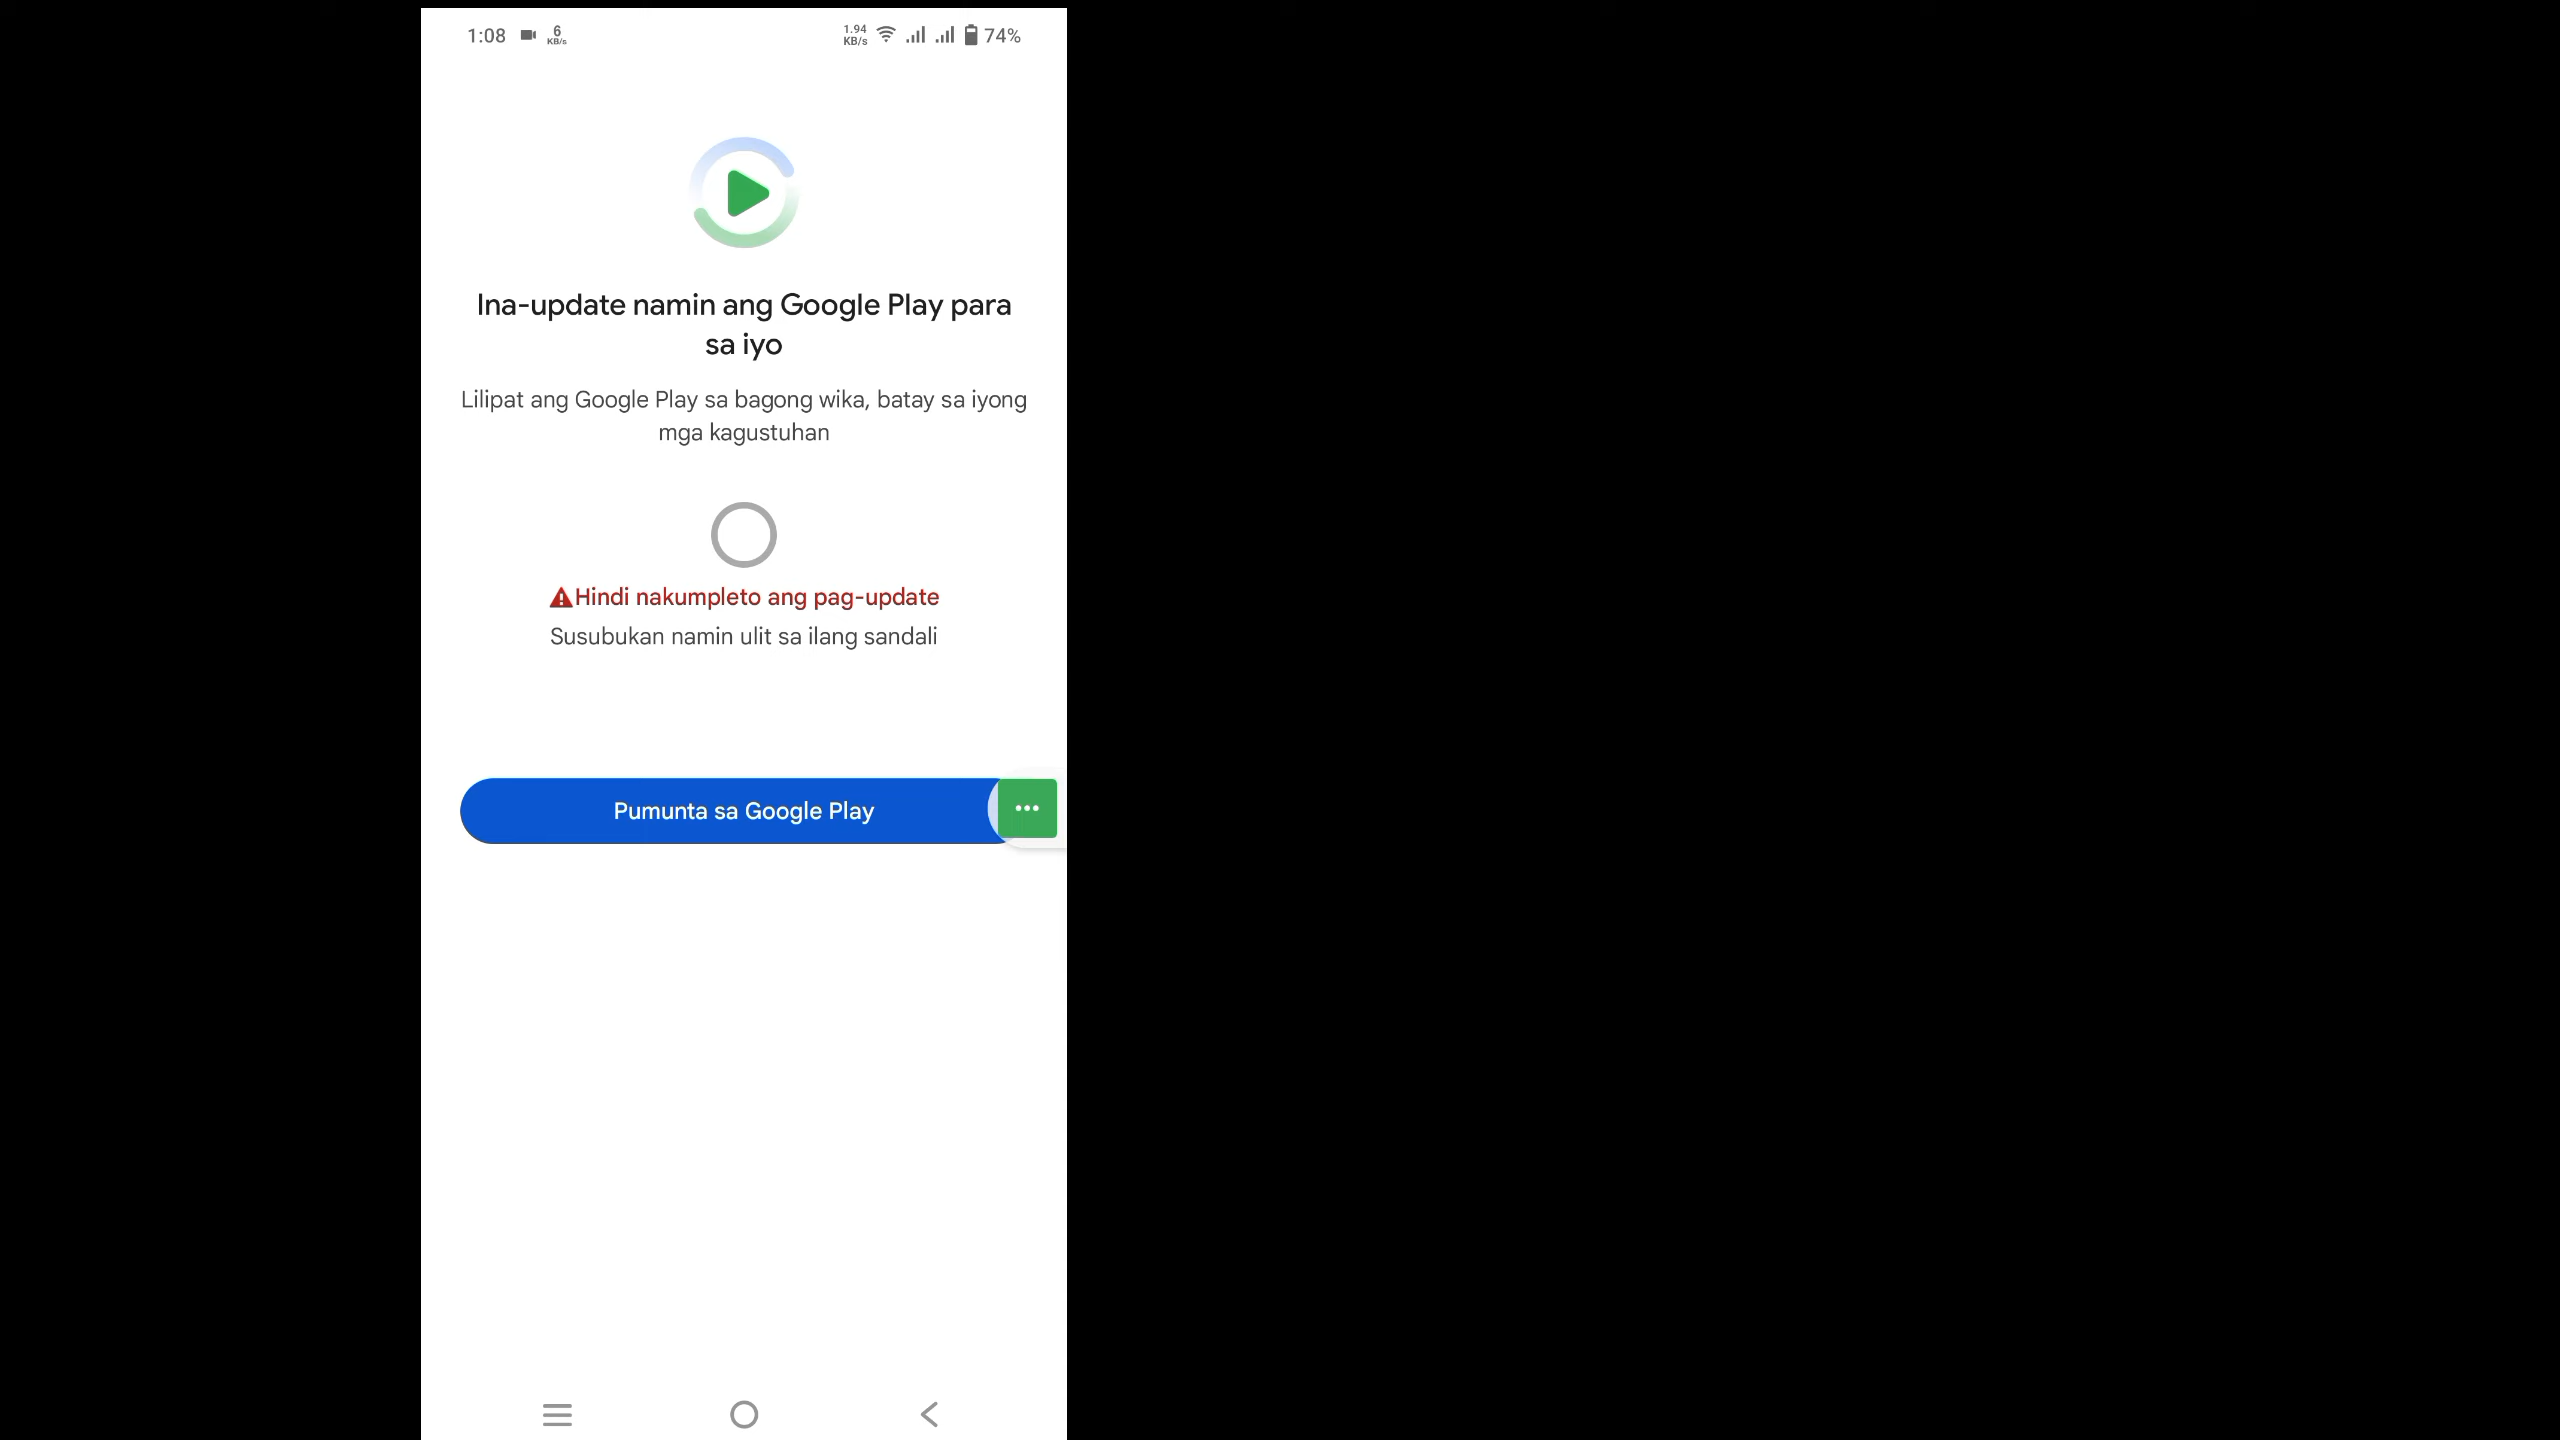 1:08 6 KB/s 1.94 KB/s 74%
Ina-update namin ang Google Play para
sa iyo
Lilipat ang Google Play sa bagong wika, batay sa iyong
mga kagustuhan
Hindi nakumpleto ang pag-update
Susubukan namin ulit sa ilang sandali
Pumunta sa Google Play